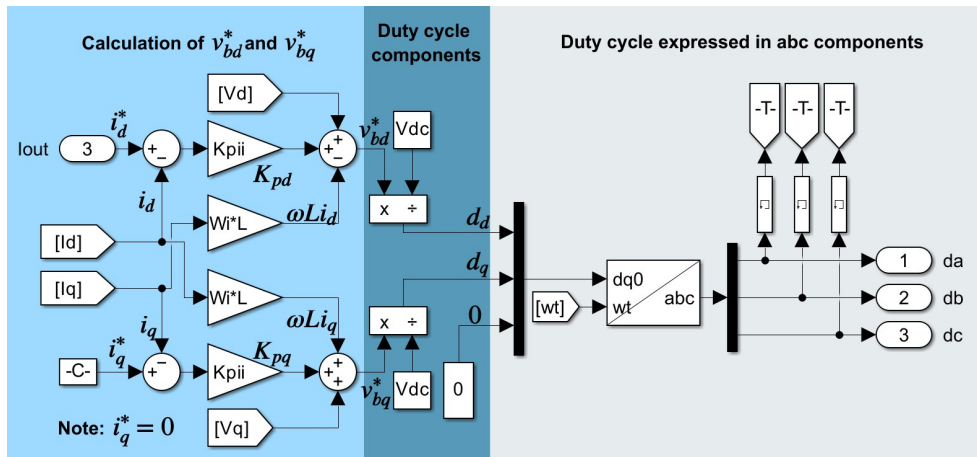 Calculation of v*bd and v*bq
Duty cycle
components
Duty cycle expressed in abc components
[Vd]
Vdc
-T-
-T-
-T-
Iout
3
i*d
+
−
Kpii
Kpd
+
+
−
v*bd
x ÷
id
Wi*L
ωLid
dd
[Id]
[Iq]
Wi*L
ωLiq
dq
x ÷
0
[wt]
dq0
wt
abc
1
da
2
db
3
dc
iq
-C-
i*q
+
−
Kpii
Kpq
+
+
+
v*bq
Vdc
0
[Vq]
Note: i*q = 0